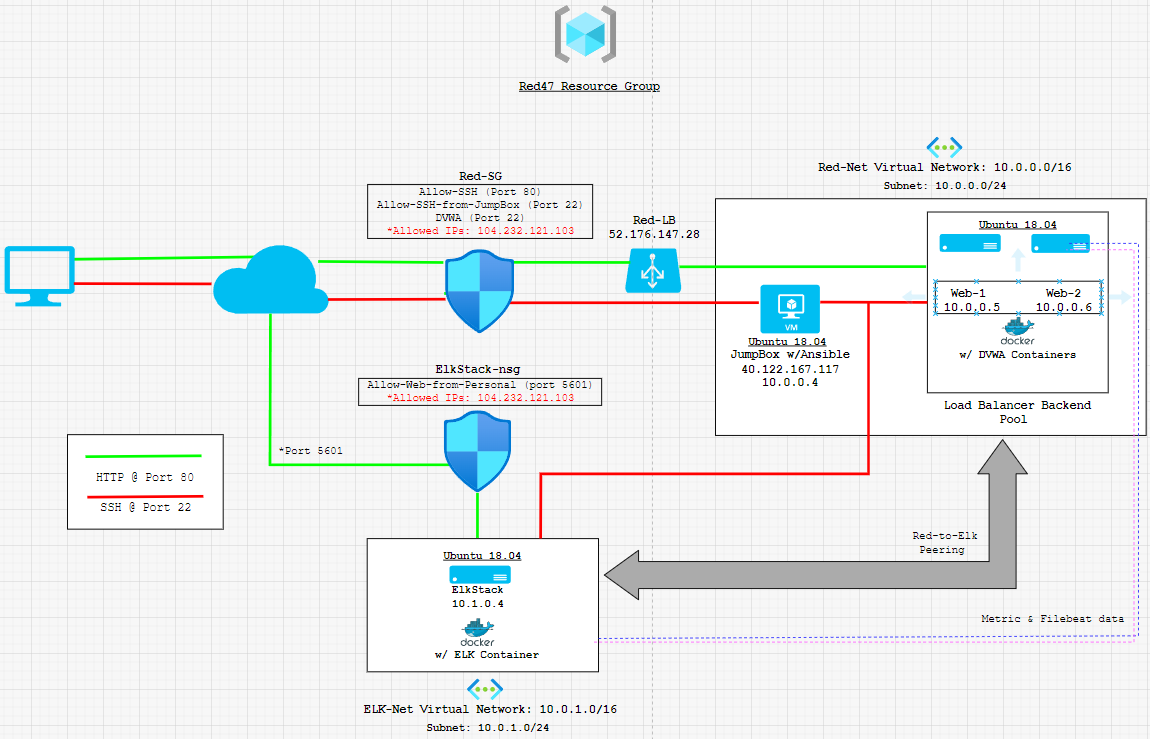 Red47 Resource Group
Red-Net Virtual Network: 10.0.0.0/16
Subnet: 10.0.0.0/24
Red-SG
Allow-SSH (Port 80)
Allow-SSH-from-JumpBox (Port 22)
DVWA (Port 22)
*Allowed IPs: 104.232.121.103
Red-LB
52.176.147.28
Ubuntu 18.04
Web-1
10.0.0.5
Web-2
10.0.0.6
docker
w/ DVWA Containers
Load Balancer Backend
Pool
VM
Ubuntu 18.04
JumpBox w/Ansible
40.122.167.117
10.0.0.4
ElkStack-nsg
Allow-Web-from-Personal (port 5601)
*Allowed IPs: 104.232.121.103
*Port 5601
HTTP @ Port 80
SSH @ Port 22
Red-to-Elk
Peering
Ubuntu 18.04
ElkStack
10.1.0.4
docker
w/ ELK Container
Metric & Filebeat data
ELK-Net Virtual Network: 10.0.1.0/16
Subnet: 10.0.1.0/24